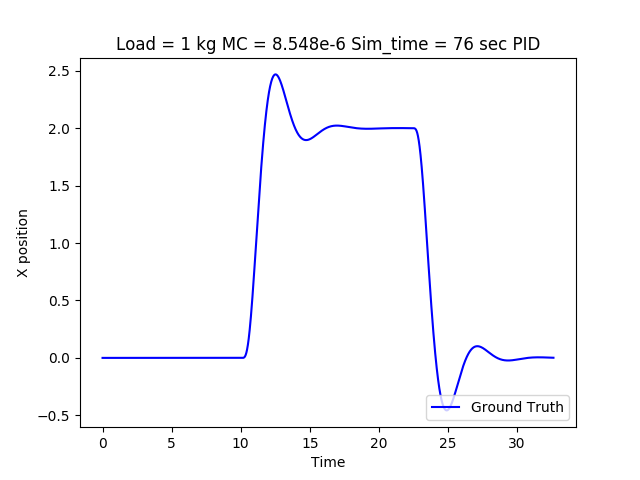 Load = 1 kg MC = 8.548e-6 Sim_time = 76 sec PID
2.5
2.0
1.5
1.0
0.5
0.0
−0.5
X position
0 5 10 15 20 25 30
Time
Ground Truth